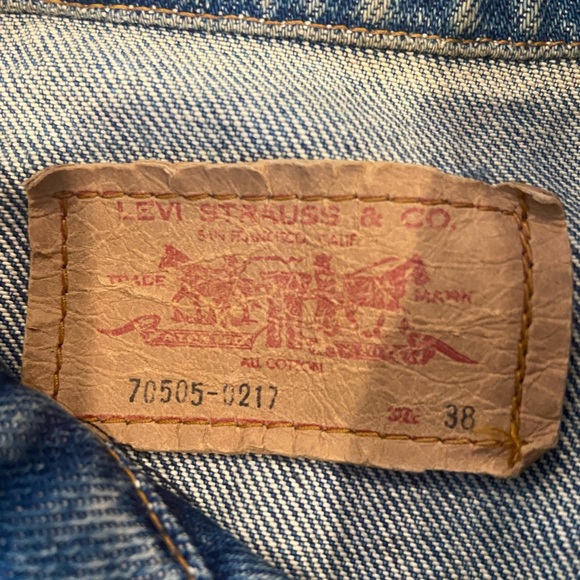 LEVI STRAUSS & CO.
SAN FRANCISCO, CALIF.
TRADE MARK
ALL COTTON
70505-0217 SIZE 38